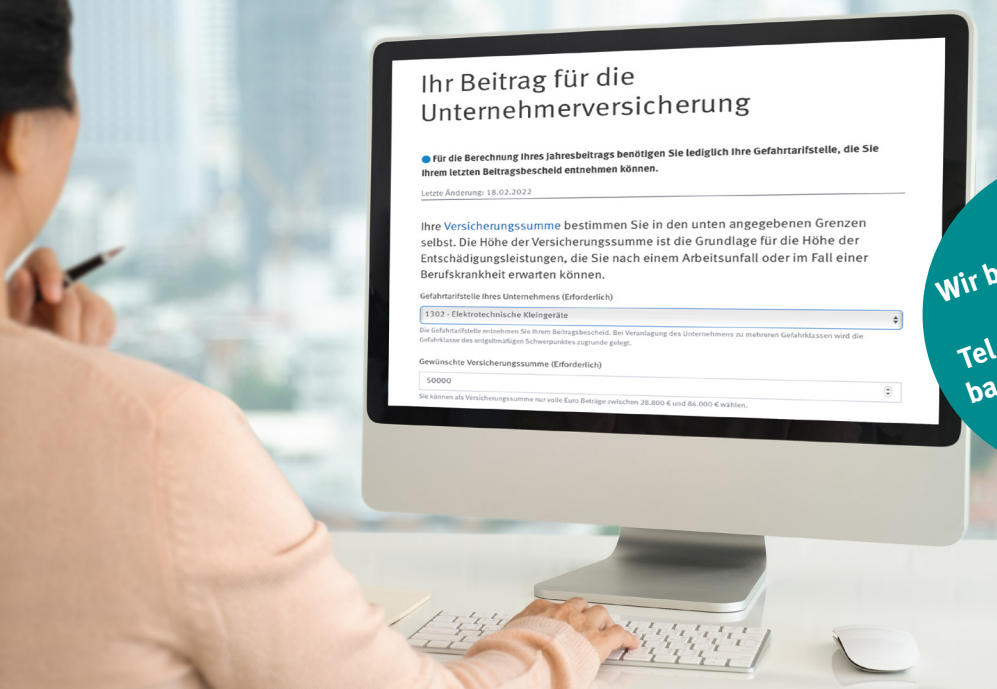 Ihr Beitrag für die
Unternehmerversicherung
Für die Berechnung Ihres Jahresbeitrags benötigen Sie lediglich Ihre Gefahrtarifstelle, die Sie
Ihrem letzten Beitragsbescheid entnehmen können.
Letzte Änderung: 18.02.2022
Ihre Versicherungssumme bestimmen Sie in den unten angegebenen Grenzen
selbst. Die Höhe der Versicherungssumme ist die Grundlage für die Höhe der
Entschädigungsleistungen, die Sie nach einem Arbeitsunfall oder im Fall einer
Berufskrankheit erwarten können.
Gefahrtarifstelle Ihres Unternehmens (Erforderlich)
1302 - Elektrotechnische Kleingeräte
Die Gefahrtarifstelle entnehmen Sie Ihrem Beitragsbescheid. Bei Veranlagung des Unternehmens zu mehreren Gefahrklassen wird die
Gefahrklasse des entgeltmäßigen Schwerpunktes zugrunde gelegt.
Gewünschte Versicherungssumme (Erforderlich)
50000
Sie können als Versicherungssumme nur volle Euro Beträge zwischen 28.800 € und 84.000 € wählen.
Wir b
Tel
ba